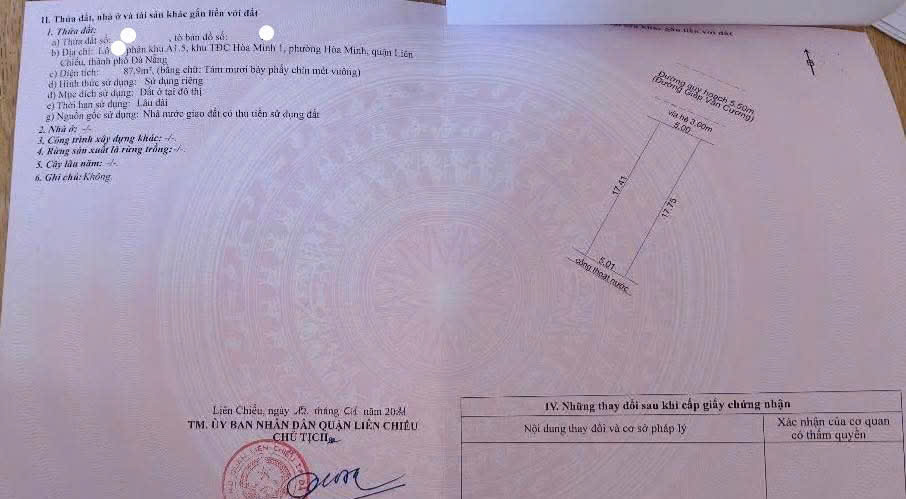 II. Thửa đất, nhà ở và tài sản khác gắn liền với đất
1. Thửa đất:
a) Thửa đất số: , tờ bản đồ số:
b) Địa chỉ: Lô phân khu A1.5, khu TĐC Hòa Minh 1, phường Hòa Minh, quận Liên
Chiểu, thành phố Đà Nẵng
c) Diện tích: 87,9m², (bằng chữ: Tám mươi bảy phẩy chín mét vuông)
d) Hình thức sử dụng: Sử dụng riêng
đ) Mục đích sử dụng: Đất ở tại đô thị
e) Thời hạn sử dụng: Lâu dài
g) Nguồn gốc sử dụng: Nhà nước giao đất có thu tiền sử dụng đất
2. Nhà ở: -/-
3. Công trình xây dựng khác: -/-
4. Rừng sản xuất là rừng trồng: -/-
5. Cây lâu năm: -/-
6. Ghi chú: Không.
Đường quy hoạch 5,50m
(Đường Giáp Văn Cương)
vỉa hè 3,00m
5,00
17,41
17,75
5,01
cống thoát nước
Liên Chiểu, ngày tháng năm
TM. ỦY BAN NHÂN DÂN QUẬN LIÊN CHIỂU
CHỦ TỊCH
IV. Những thay đổi sau khi cấp giấy chứng nhận
Nội dung thay đổi và cơ sở pháp lý
Xác nhận của cơ quan
có thẩm quyền